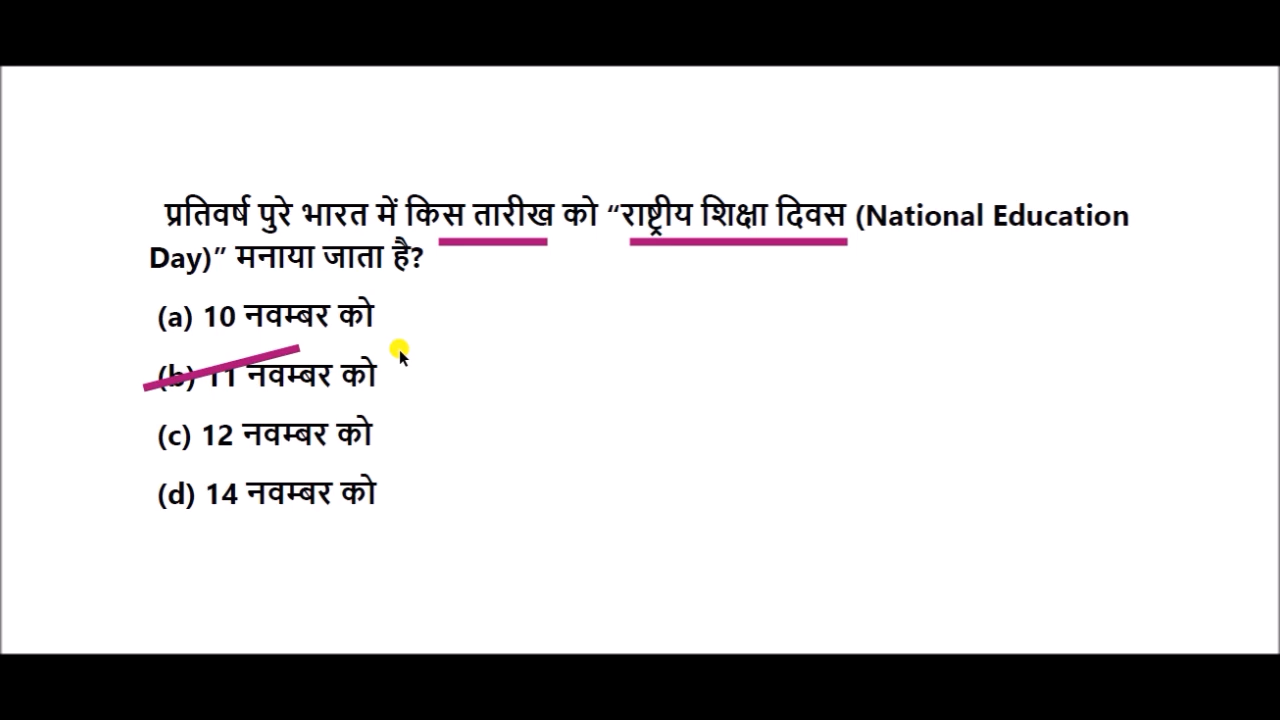 प्रतिवर्ष पुरे भारत में किस तारीख को “राष्ट्रीय शिक्षा दिवस (National Education
Day)” मनाया जाता है?
(a) 10 नवम्बर को
(b) 11 नवम्बर को
(c) 12 नवम्बर को
(d) 14 नवम्बर को